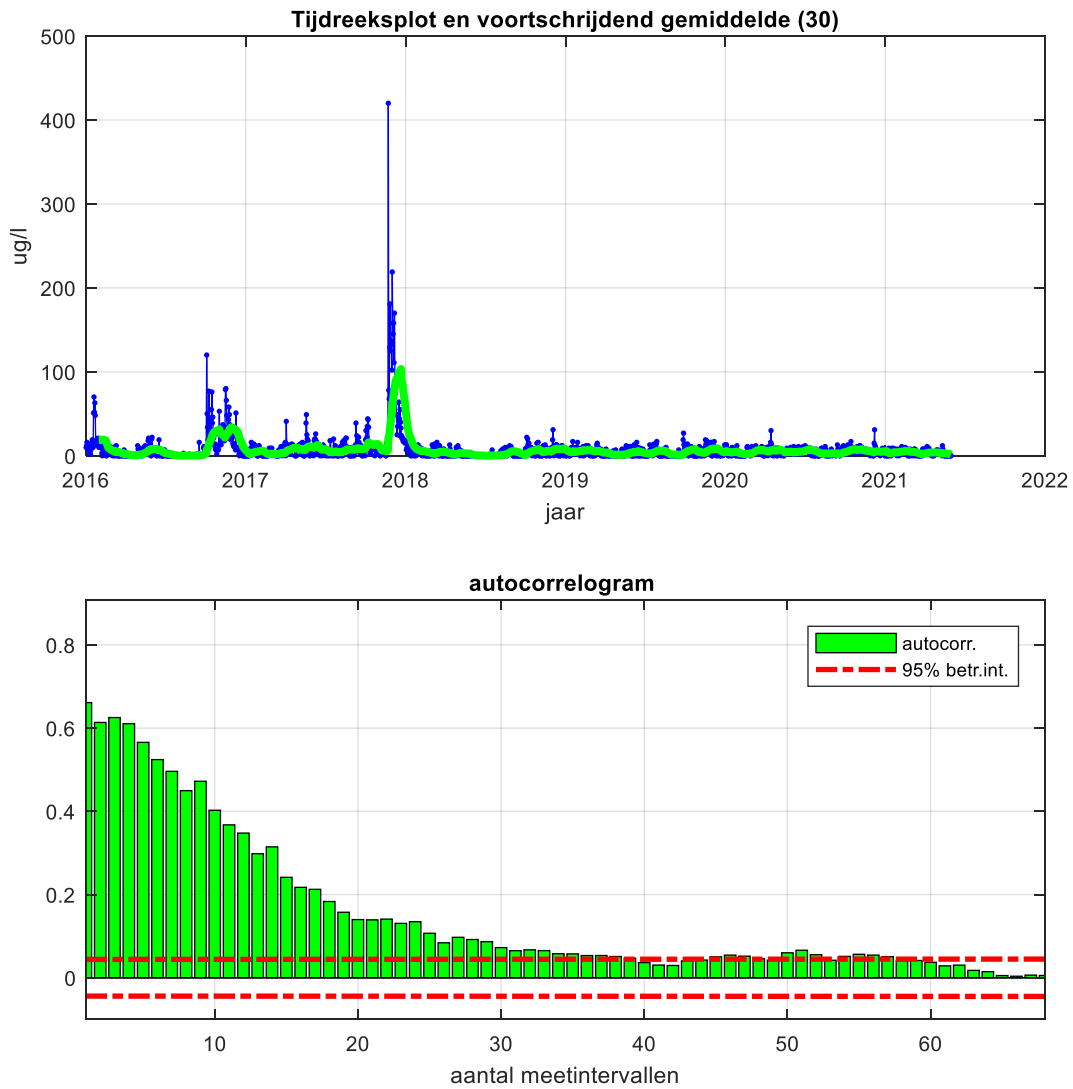 Tijdreeksplot en voortschrijdend gemiddelde (30)
500
400
300
200
100
0
ug/l
2016 2017 2018 2019 2020 2021 2022
jaar
autocorrelogram
0.8
0.6
0.4
0.2
0
autocorr.
95% betr.int.
10 20 30 40 50 60
aantal meetintervallen